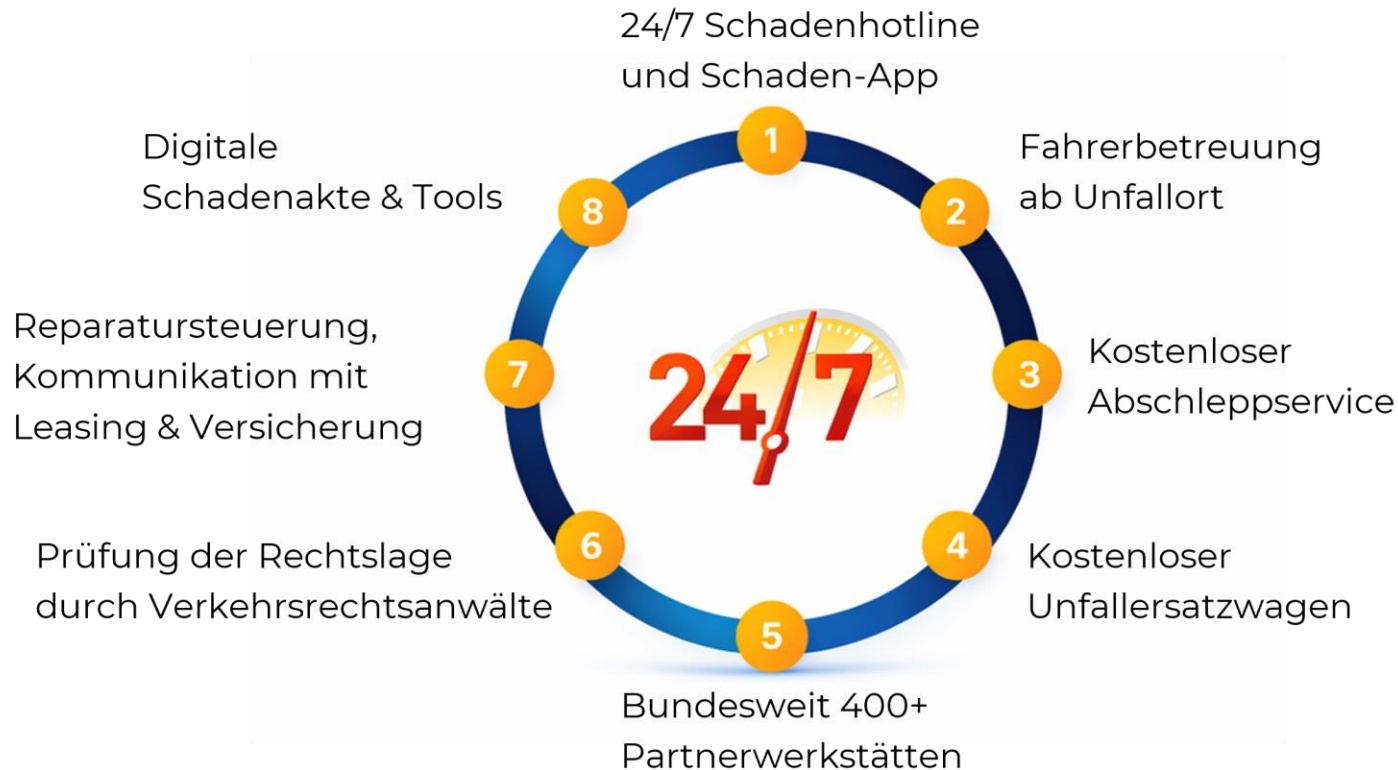 24/7 Schadenhotline
und Schaden-App
1
Fahrerbetreuung
ab Unfallort
2
Kostenloser
Abschleppservice
3
Kostenloser
Unfallersatzwagen
4
Bundesweit 400+
Partnerwerkstätten
5
Prüfung der Rechtslage
durch Verkehrsrechtsanwälte
6
Reparatursteuerung,
Kommunikation mit
Leasing & Versicherung
7
Digitale
Schadenakte & Tools
8
24/7